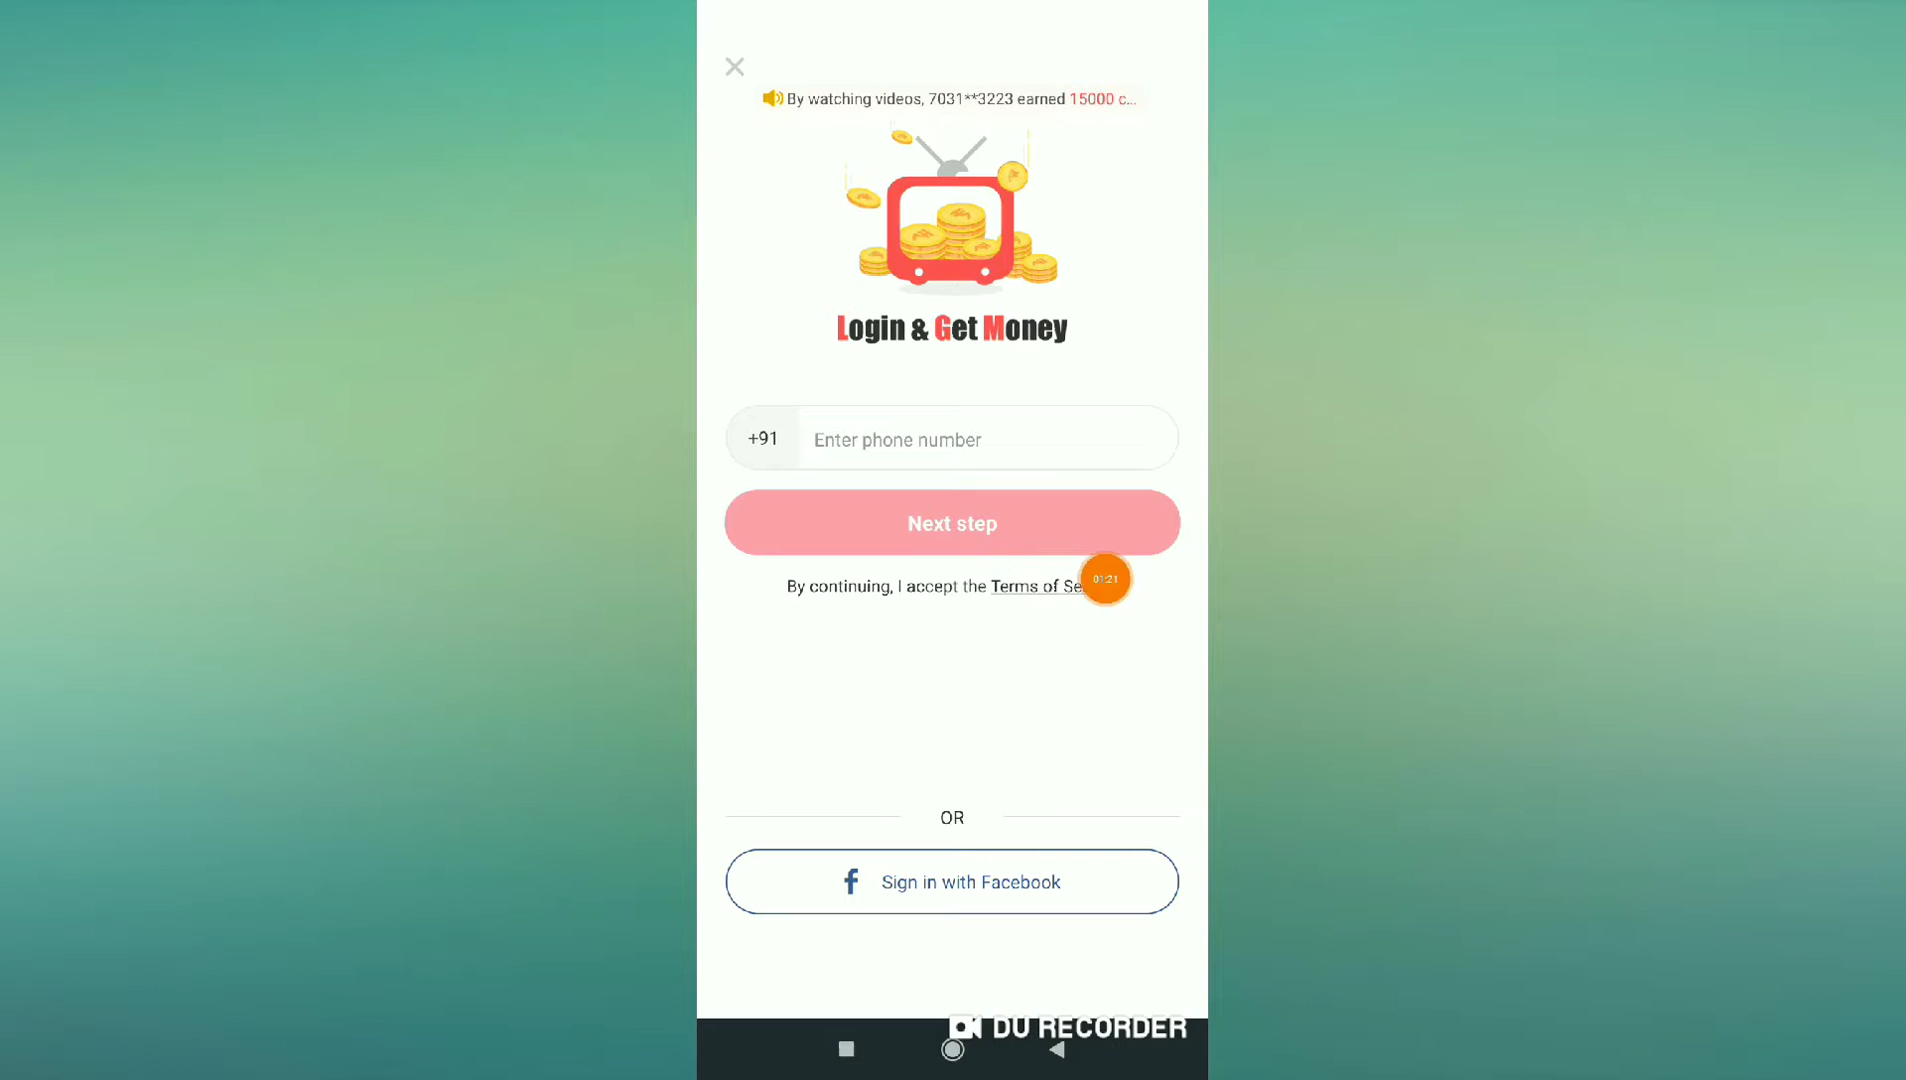 By watching videos, 7031**3223 earned 15000 c...
Login & Get Money
+91 Enter phone number
Next step
By continuing, I accept the Terms of Se
01:21
OR
f Sign in with Facebook
DU RECORDER